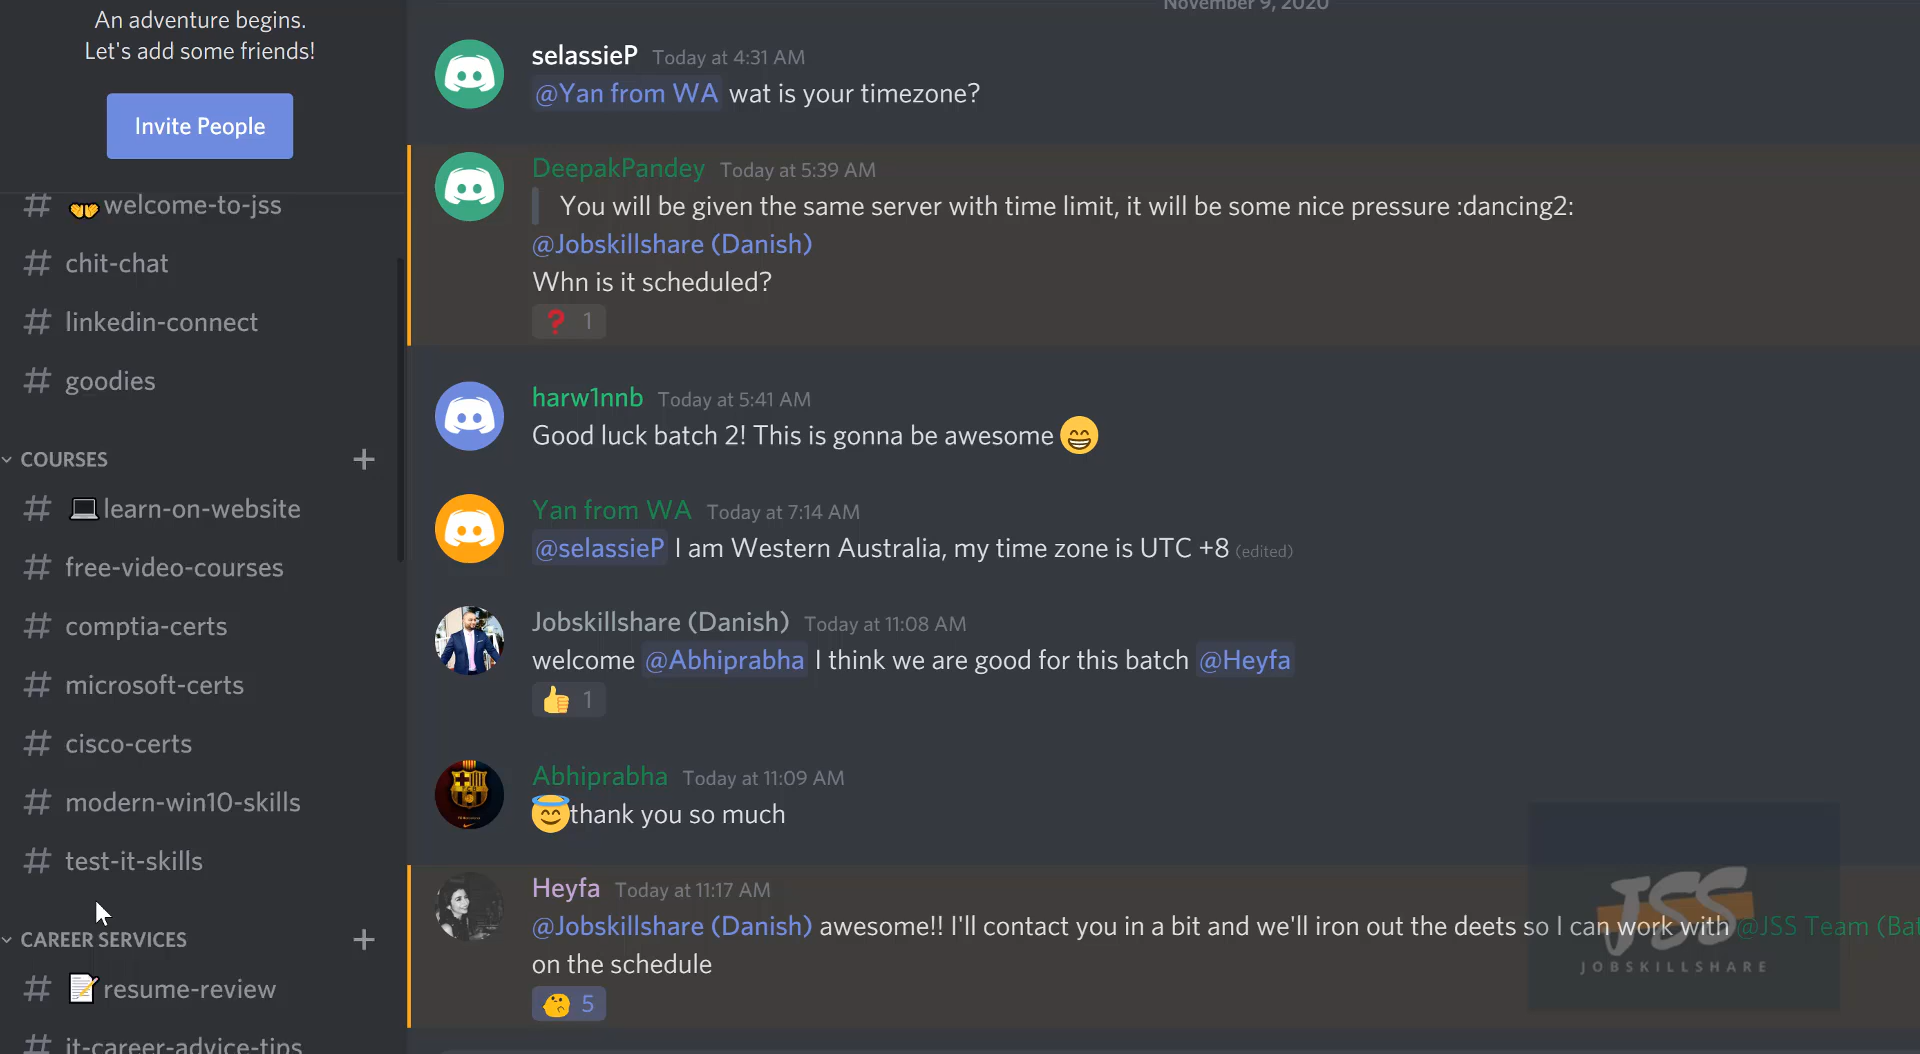 An adventure begins.
Let's add some friends!
Invite People
# welcome-to-jss
# chit-chat
# linkedin-connect
# goodies
COURSES +
# learn-on-website
# free-video-courses
# comptia-certs
# microsoft-certs
# cisco-certs
# modern-win10-skills
# test-it-skills
CAREER SERVICES +
# resume-review
# it-career-advice-tips
November 9, 2020
selassieP Today at 4:31 AM
@Yan from WA wat is your timezone?
DeepakPandey Today at 5:39 AM
You will be given the same server with time limit, it will be some nice pressure :dancing2:
@Jobskillshare (Danish)
Whn is it scheduled?
❓ 1
harw1nnb Today at 5:41 AM
Good luck batch 2! This is gonna be awesome 😁
Yan from WA Today at 7:14 AM
@selassieP I am Western Australia, my time zone is UTC +8 (edited)
Jobskillshare (Danish) Today at 11:08 AM
welcome @Abhiprabha I think we are good for this batch @Heyfa
👍 1
Abhiprabha Today at 11:09 AM
😇thank you so much
Heyfa Today at 11:17 AM
@Jobskillshare (Danish) awesome!! I'll contact you in a bit and we'll iron out the deets so I can work with @JSS Team (Bat
on the schedule
5
JSS
JOBSKILLSHARE